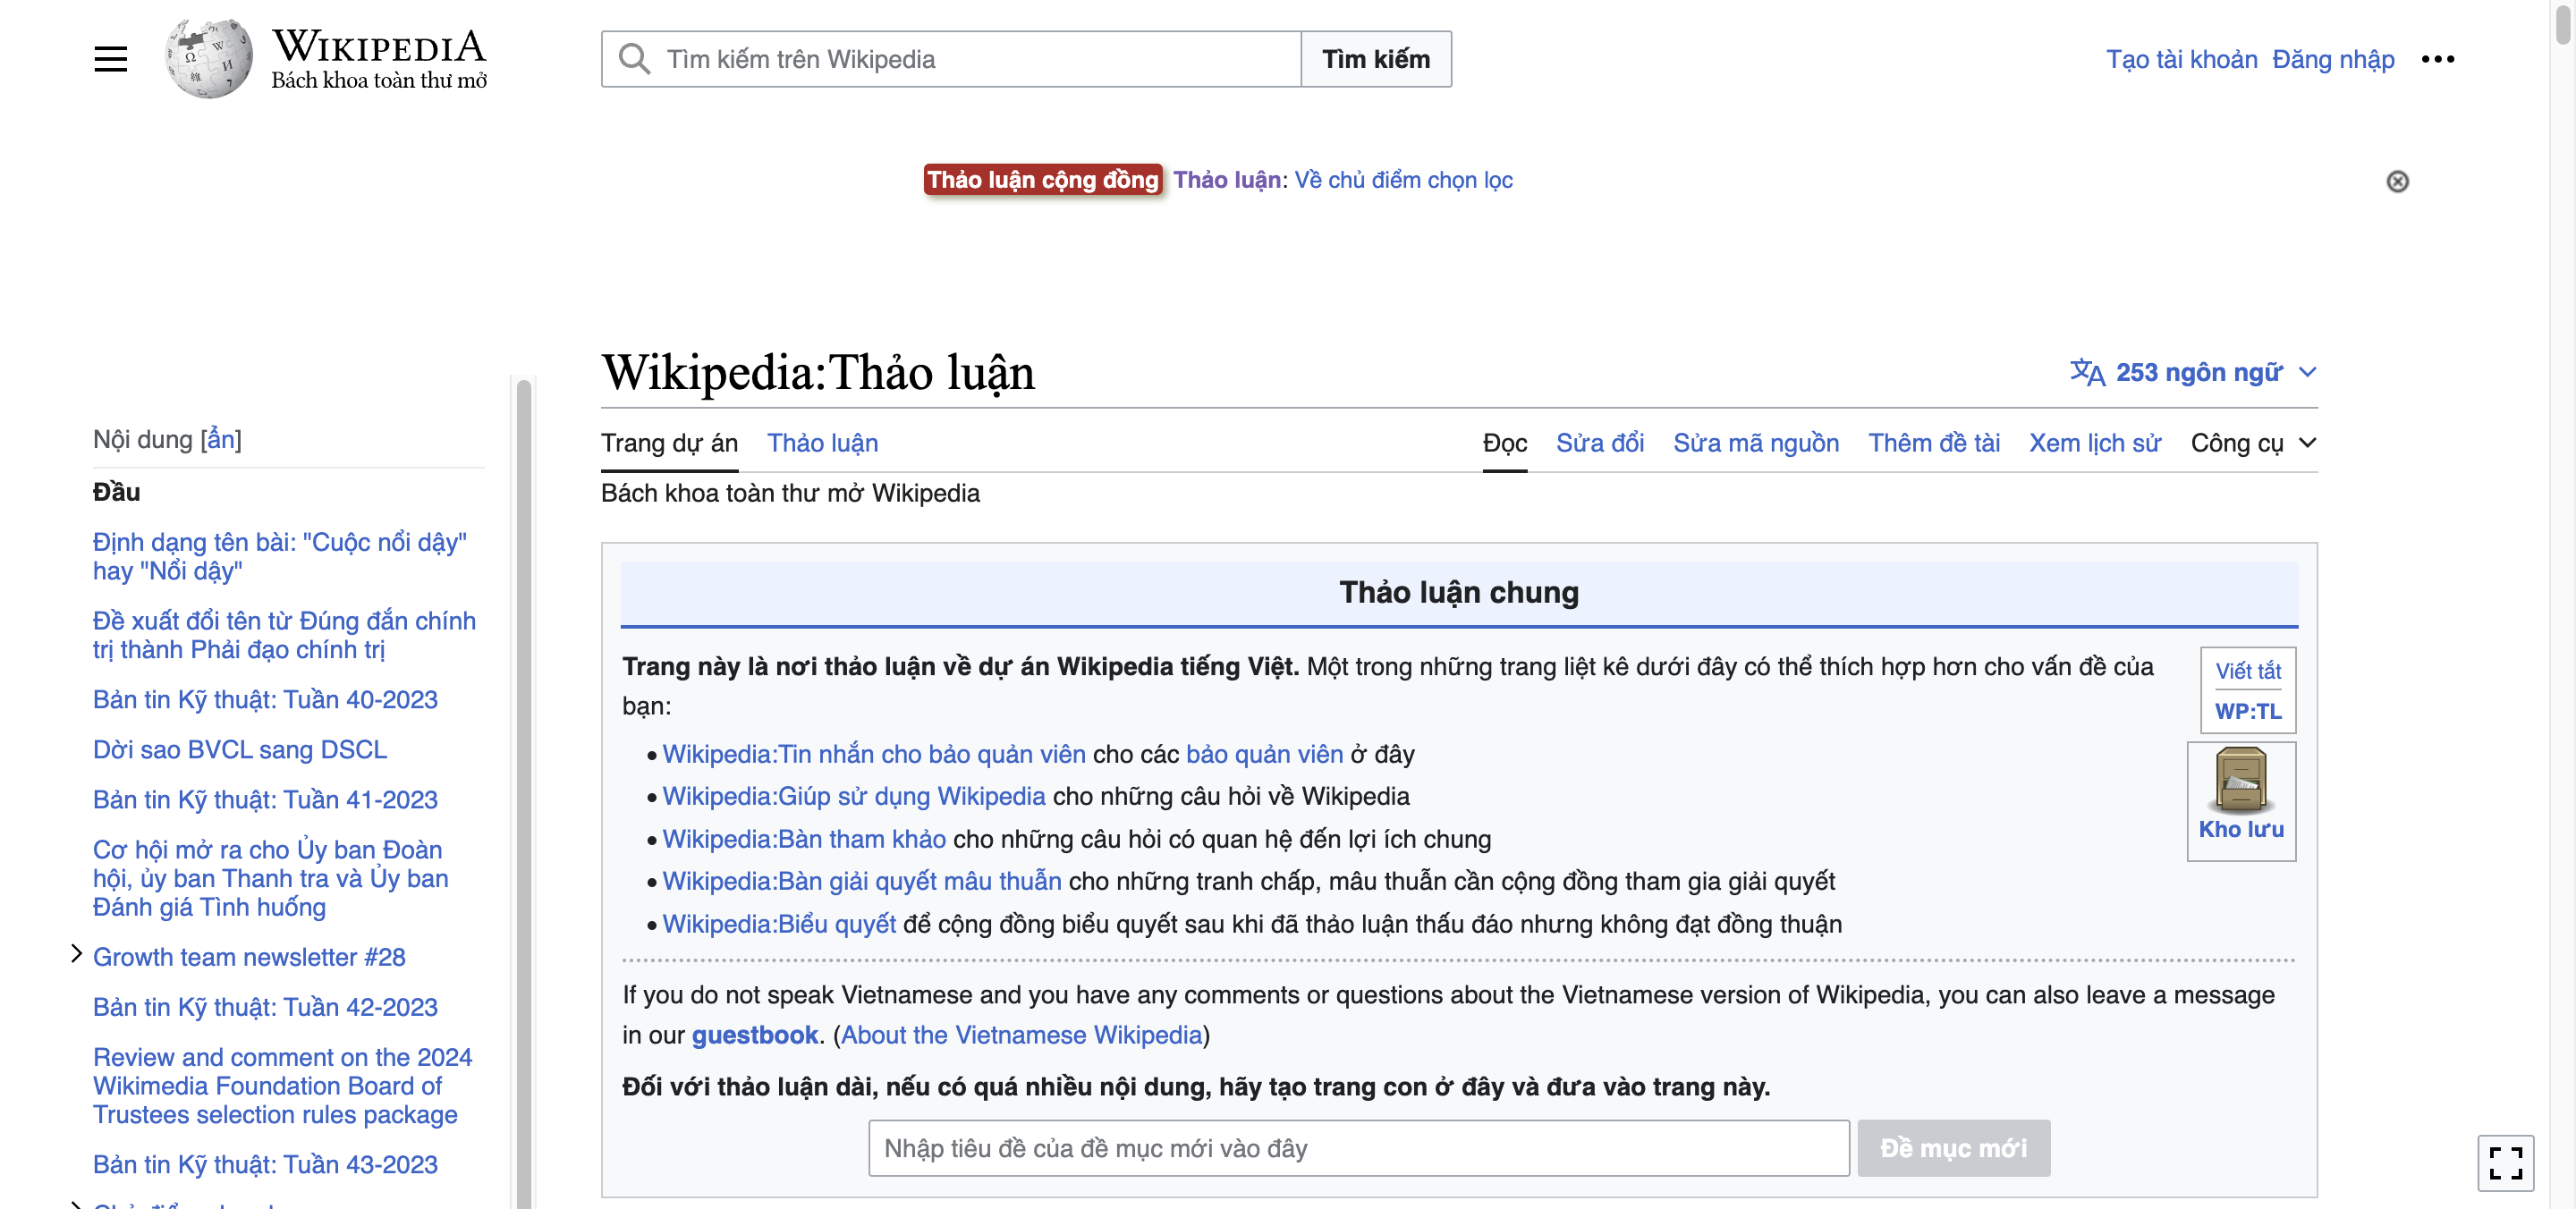 WIKIPEDIA
Bách khoa toàn thư mở
Tìm kiếm trên Wikipedia
Tìm kiếm
Tạo tài khoản Đăng nhập
Thảo luận cộng đồng Thảo luận: Về chủ điểm chọn lọc
Wikipedia:Thảo luận
253 ngôn ngữ
Trang dự án Thảo luận
Đọc Sửa đổi Sửa mã nguồn Thêm đề tài Xem lịch sử Công cụ
Bách khoa toàn thư mở Wikipedia
Nội dung [ẩn]
Đầu
Định dạng tên bài: "Cuộc nổi dậy"
hay "Nổi dậy"
Đề xuất đổi tên từ Đúng đắn chính
trị thành Phải đạo chính trị
Bản tin Kỹ thuật: Tuần 40-2023
Dời sao BVCL sang DSCL
Bản tin Kỹ thuật: Tuần 41-2023
Cơ hội mở ra cho Ủy ban Đoàn
hội, ủy ban Thanh tra và Ủy ban
Đánh giá Tình huống
Growth team newsletter #28
Bản tin Kỹ thuật: Tuần 42-2023
Review and comment on the 2024
Wikimedia Foundation Board of
Trustees selection rules package
Bản tin Kỹ thuật: Tuần 43-2023
Thảo luận chung
Trang này là nơi thảo luận về dự án Wikipedia tiếng Việt. Một trong những trang liệt kê dưới đây có thể thích hợp hơn cho vấn đề của
bạn:
Viết tắt
WP:TL
Kho lưu
• Wikipedia:Tin nhắn cho bảo quản viên cho các bảo quản viên ở đây
• Wikipedia:Giúp sử dụng Wikipedia cho những câu hỏi về Wikipedia
• Wikipedia:Bàn tham khảo cho những câu hỏi có quan hệ đến lợi ích chung
• Wikipedia:Bàn giải quyết mâu thuẫn cho những tranh chấp, mâu thuẫn cần cộng đồng tham gia giải quyết
• Wikipedia:Biểu quyết để cộng đồng biểu quyết sau khi đã thảo luận thấu đáo nhưng không đạt đồng thuận
If you do not speak Vietnamese and you have any comments or questions about the Vietnamese version of Wikipedia, you can also leave a message
in our guestbook. (About the Vietnamese Wikipedia)
Đối với thảo luận dài, nếu có quá nhiều nội dung, hãy tạo trang con ở đây và đưa vào trang này.
Nhập tiêu đề của đề mục mới vào đây
Đề mục mới